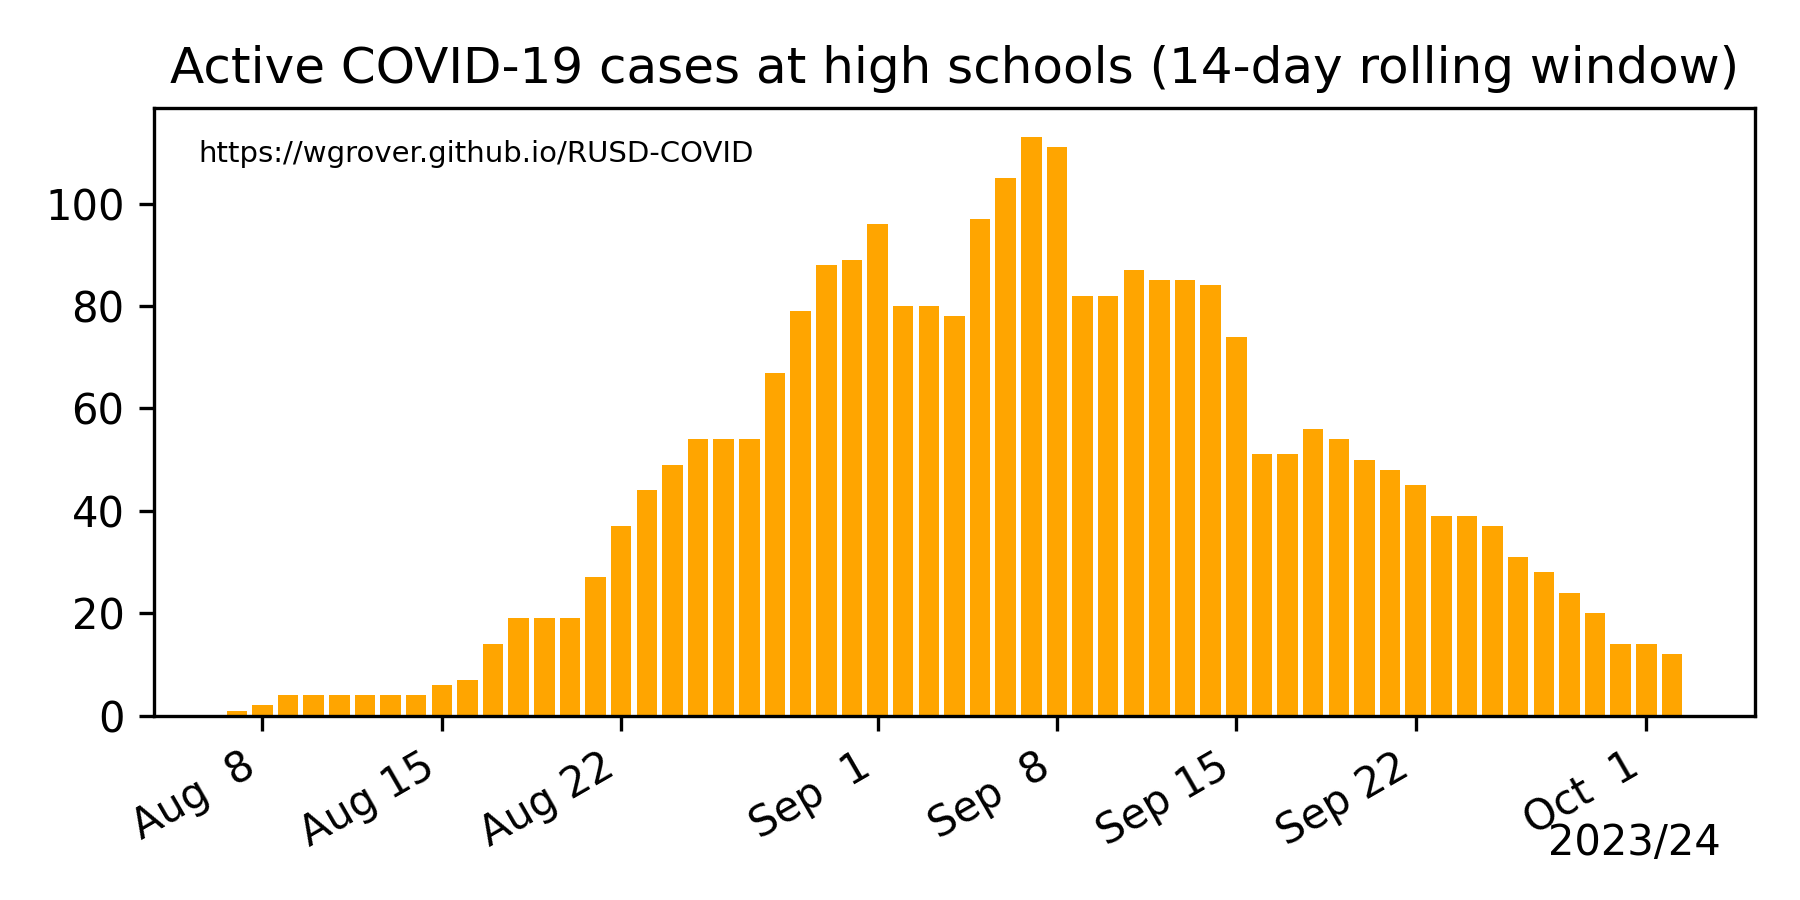 Active COVID-19 cases at high schools (14-day rolling window)
https://wgrover.github.io/RUSD-COVID
100
80
60
40
20
0
Aug 8
Aug 15
Aug 22
Sep 1
Sep 8
Sep 15
Sep 22
Oct 1
2023/24